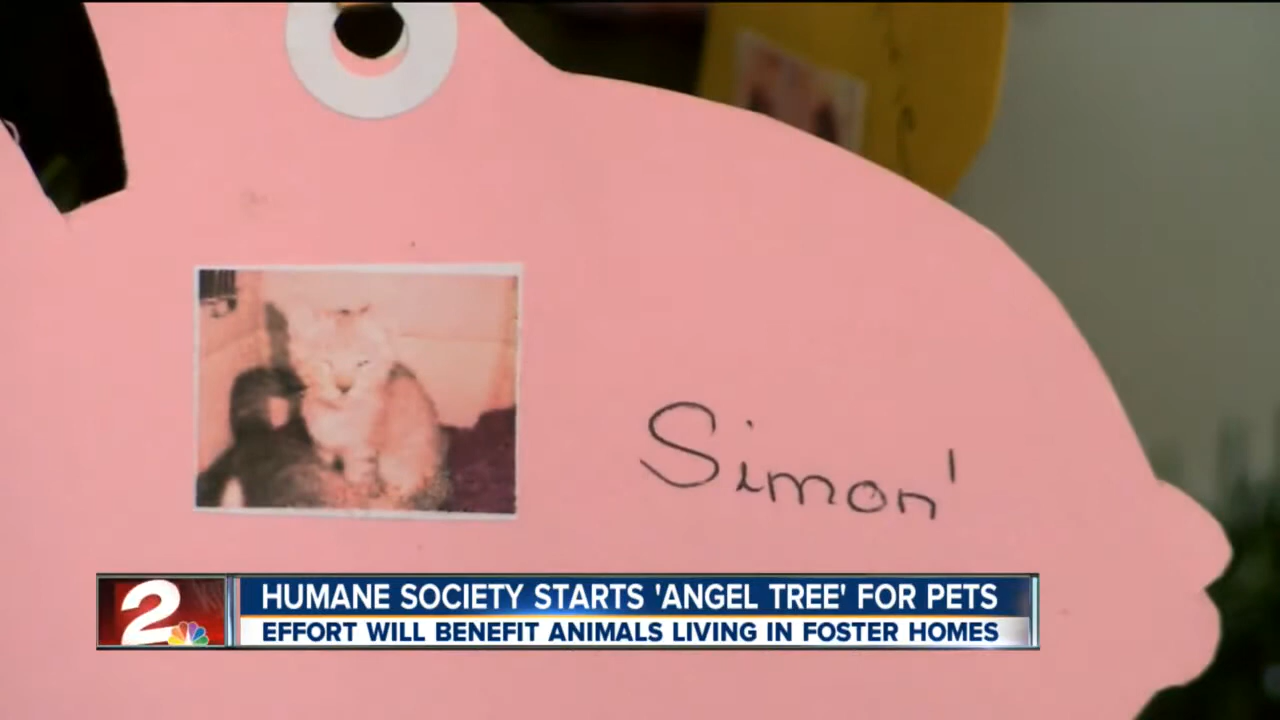 Simon'
2
HUMANE SOCIETY STARTS 'ANGEL TREE' FOR PETS
EFFORT WILL BENEFIT ANIMALS LIVING IN FOSTER HOMES